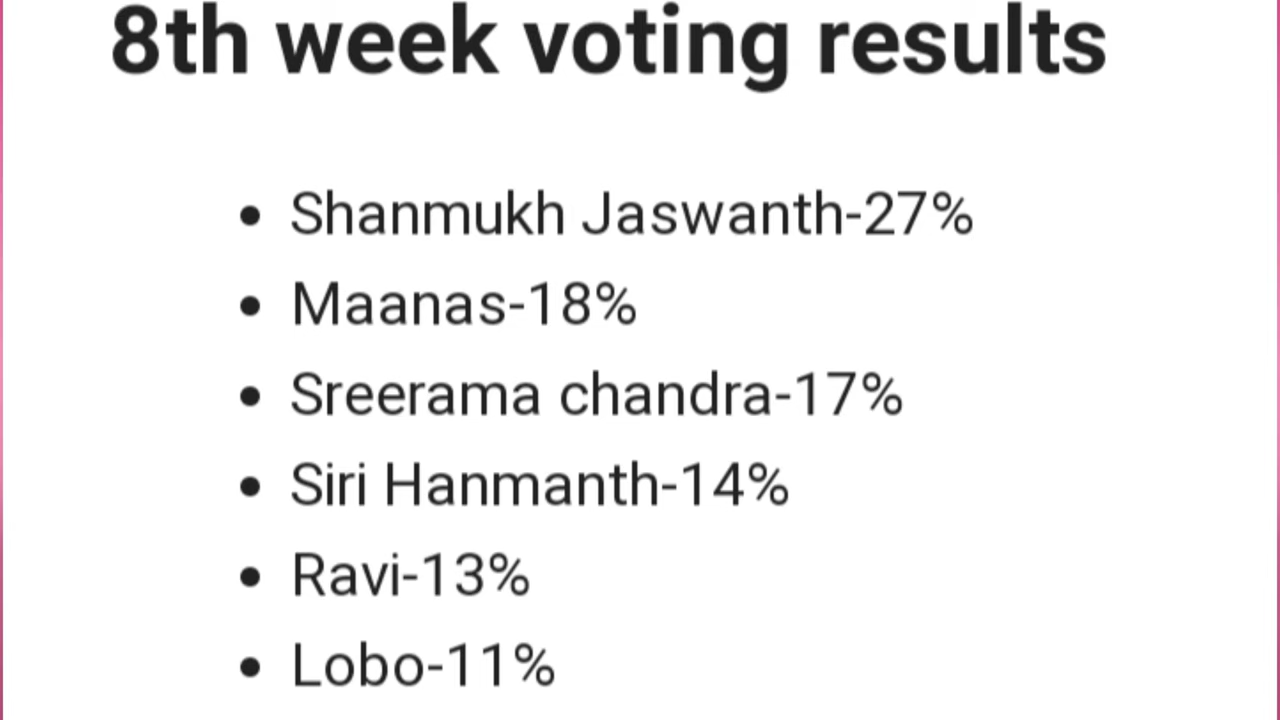 8th week voting results
• Shanmukh Jaswanth-27%
• Maanas-18%
• Sreerama chandra-17%
• Siri Hanmanth-14%
• Ravi-13%
• Lobo-11%